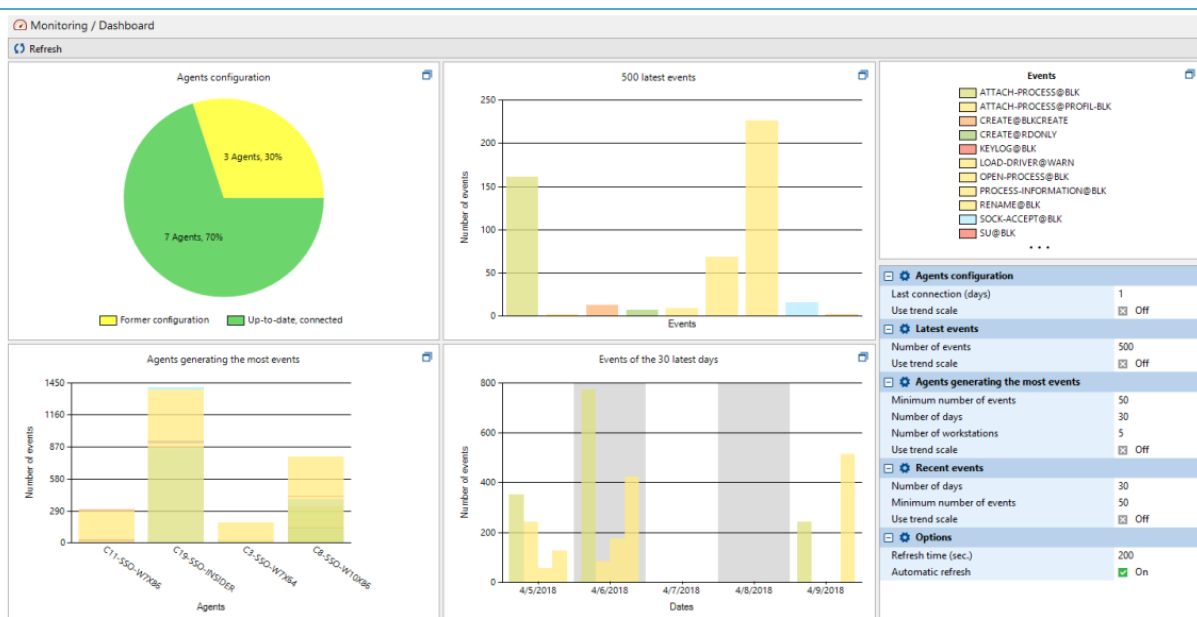 Monitoring / Dashboard
Refresh
Agents configuration
3 Agents, 30%
7 Agents, 70%
Former configuration
Up-to-date, connected
500 latest events
250
200
150
100
50
0
Number of events
Events
Events
ATTACH-PROCESS@BLK
ATTACH-PROCESS@PROFIL-BLK
CREATE@BLKCREATE
CREATE@RDONLY
KEYLOG@BLK
LOAD-DRIVER@WARN
OPEN-PROCESS@BLK
PROCESS-INFORMATION@BLK
RENAME@BLK
SOCK-ACCEPT@BLK
SU@BLK
...
Agents generating the most events
1450
1160
870
580
290
0
Number of events
C11-SSO-W7X86
C19-SSO-INSIDER
C3-SSO-W7X64
C8-SSO-W10X86
Agents
Events of the 30 latest days
800
600
400
200
0
Number of events
4/5/2018
4/6/2018
4/7/2018
4/8/2018
4/9/2018
Dates
Agents configuration
Last connection (days) 1
Use trend scale Off
Latest events
Number of events 500
Use trend scale Off
Agents generating the most events
Minimum number of events 50
Number of days 30
Number of workstations 5
Use trend scale Off
Recent events
Number of days 30
Minimum number of events 50
Use trend scale Off
Options
Refresh time (sec.) 200
Automatic refresh On